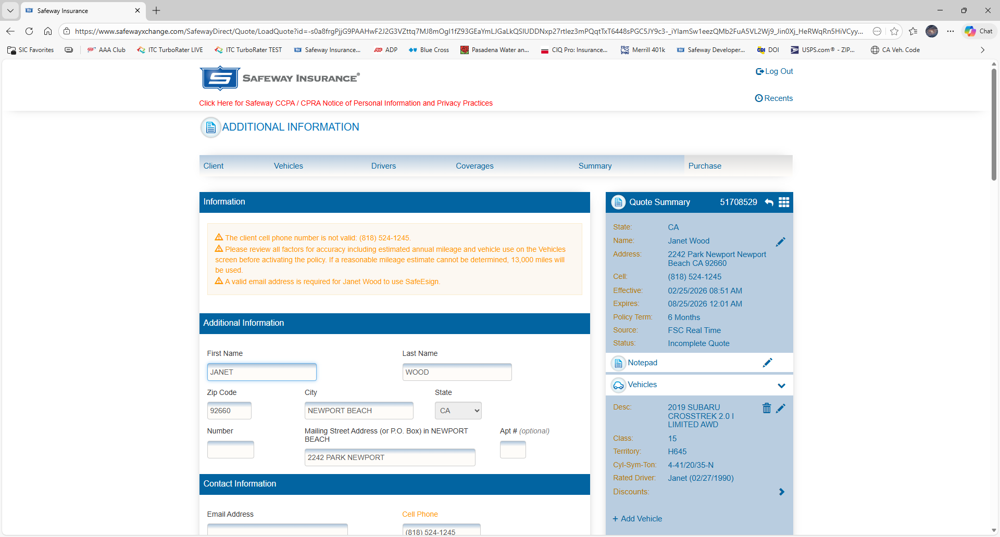 Safeway Insurance
https://www.safewayxchange.com/SafewayDirect/Quote/LoadQuote?id=-s0a8frgPjjG9PAAHwF2J2G3VZttq7MJ8mOgI1fZ93GEaYmLJGaLkQSIUDDNxp27rtIez3mPQqtTxT6448sPGC5JY9c3-_iYIamSw1eezQMb2FuA5VL2Wj9_Jin0Xj_HeRWqRn5HiVCyy...
Chat
SIC Favorites
AAA Club
ITC TurboRater LIVE
ITC TurboRater TEST
Safeway Insurance...
ADP
Blue Cross
Pasadena Water an...
CIQ Pro: Insurance...
Merrill 401k
Safeway Developer...
DOI
USPS.com® - ZIP...
CA Veh. Code
SAFEWAY INSURANCE®
Log Out
Recents
Click Here for Safeway CCPA / CPRA Notice of Personal Information and Privacy Practices
ADDITIONAL INFORMATION
Client
Vehicles
Drivers
Coverages
Summary
Purchase
Information
The client cell phone number is not valid: (818) 524-1245.
Please review all factors for accuracy including estimated annual mileage and vehicle use on the Vehicles
screen before activating the policy. If a reasonable mileage estimate cannot be determined, 13,000 miles will
be used.
A valid email address is required for Janet Wood to use SafeEsign.
Additional Information
First Name
Last Name
JANET
WOOD
Zip Code
City
State
92660
NEWPORT BEACH
CA
Number
Mailing Street Address (or P.O. Box) in NEWPORT
BEACH
Apt # (optional)
2242 PARK NEWPORT
Contact Information
Email Address
Cell Phone
(818) 524-1245
Quote Summary
51708529
State: CA
Name: Janet Wood
Address: 2242 Park Newport Newport
Beach CA 92660
Cell: (818) 524-1245
Effective: 02/25/2026 08:51 AM
Expires: 08/25/2026 12:01 AM
Policy Term: 6 Months
Source: FSC Real Time
Status: Incomplete Quote
Notepad
Vehicles
Desc: 2019 SUBARU
CROSSTREK 2.0 I
LIMITED AWD
Class: 15
Territory: H645
Cyl-Sym-Ton: 4-41/20/35-N
Rated Driver: Janet (02/27/1990)
Discounts:
+ Add Vehicle